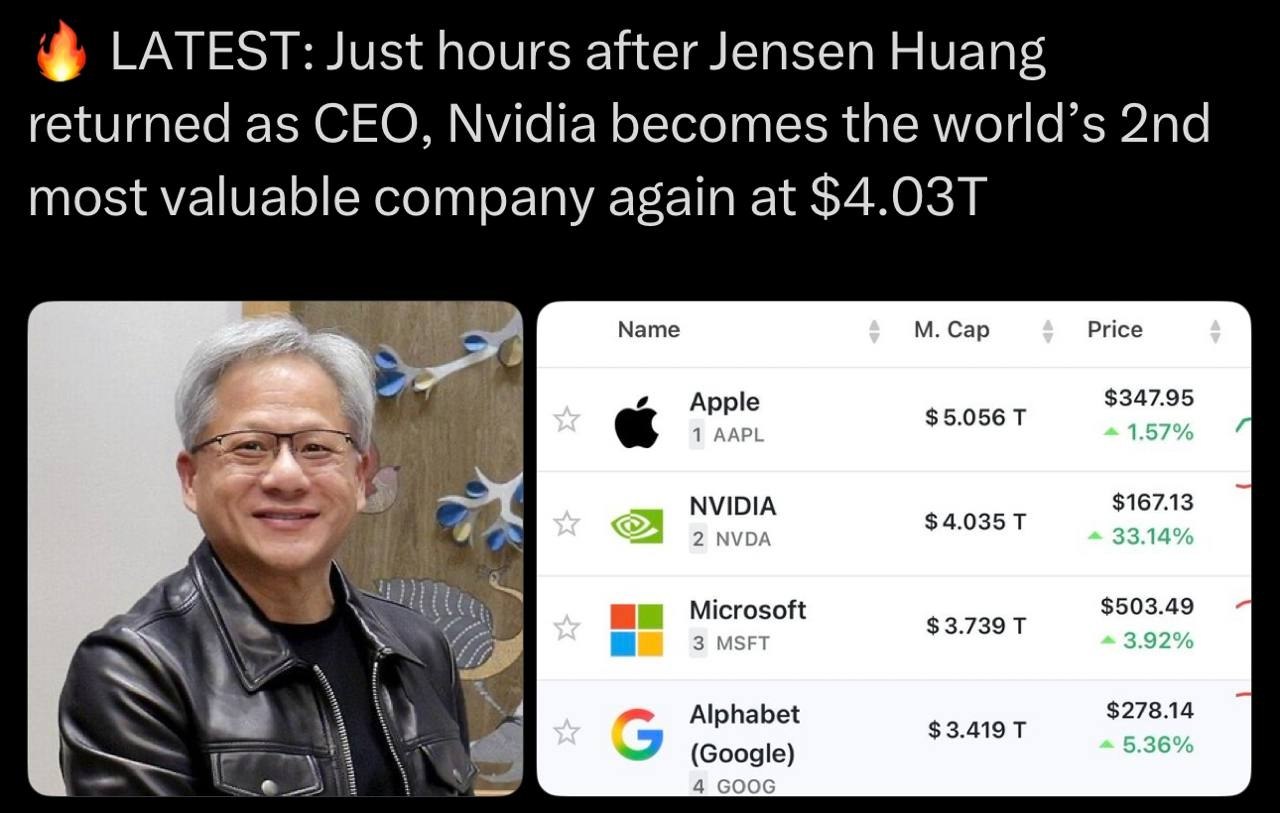 🔥 LATEST: Just hours after Jensen Huang
returned as CEO, Nvidia becomes the world’s 2nd
most valuable company again at $4.03T
Name M. Cap Price
Apple
1 AAPL
$5.056 T
$347.95
1.57%
NVIDIA
2 NVDA
$4.035 T
$167.13
33.14%
Microsoft
3 MSFT
$3.739 T
$503.49
3.92%
Alphabet
(Google)
4 GOOG
$3.419 T
$278.14
5.36%